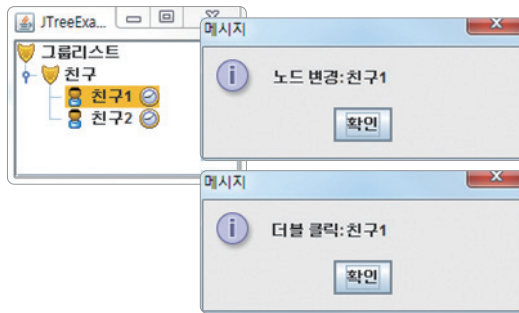 JTreeExa...
그룹리스트
친구
친구1
친구2
메시지
노드 변경:친구1
확인
메시지
더블 클릭:친구1
확인